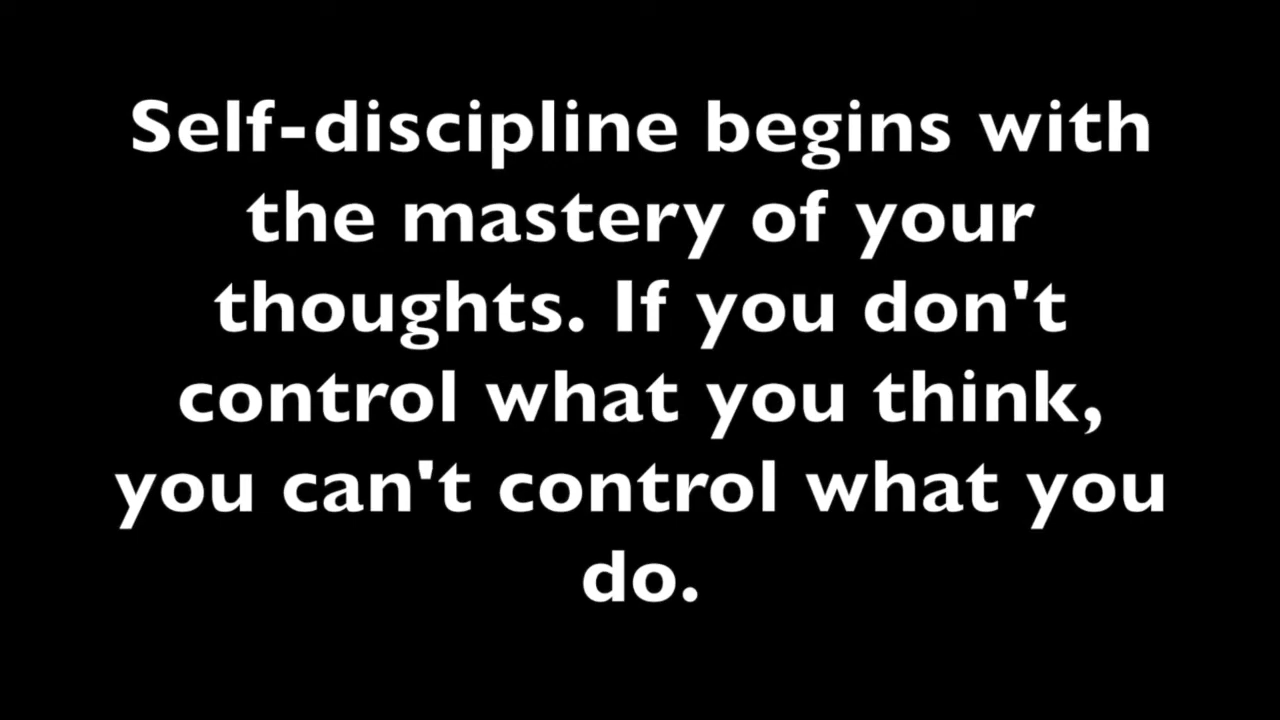 Self-discipline begins with
the mastery of your
thoughts. If you don't
control what you think,
you can't control what you
do.